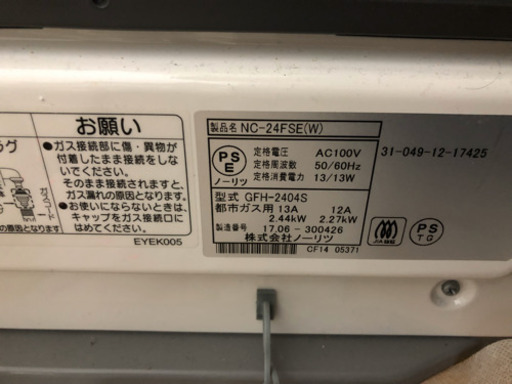 ラグ
お願い
●ガス接続部に傷・異物が
付着したまま接続をしな
いでください。
そのまま接続されますと、
ガス漏れの原因となります。
●お使いにならないときは、
キャップをガス接続口に
はめてください。
EYEK005
製品名 NC-24FSE(W)
PS
E
ノーリツ
定格電圧 AC100V
定格周波数 50/60Hz
定格消費電力 13/13W
型式 GFH-2404S
都市ガス用 13A 12A
2.44kW 2.27kW
製造番号 17.06-300426
株式会社ノーリツ
CF14 05371
31-049-12-17425
PS
TG